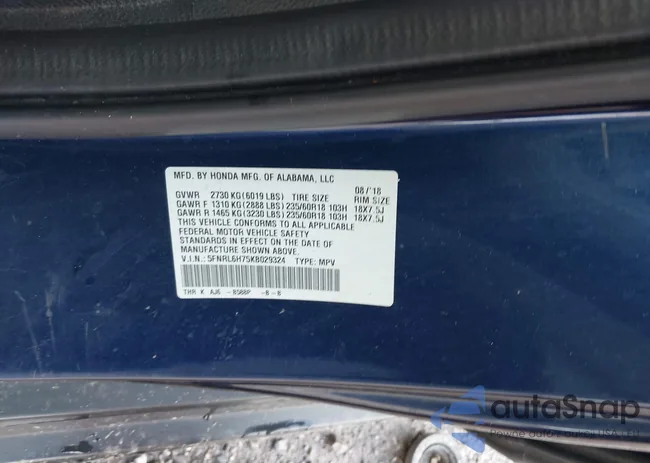 MFD. BY HONDA MFG. OF ALABAMA, LLC 08/'18
GVWR 2730 KG(6019 LBS) TIRE SIZE RIM SIZE
GAWR F 1310 KG(2888 LBS)235/60R18 103H 18X7.5J
GAWR R 1465 KG(3230 LBS)235/60R18 103H 18X7.5J
THIS VEHICLE CONFORMS TO ALL APPLICABLE
FEDERAL MOTOR VEHICLE SAFETY
STANDARDS IN EFFECT ON THE DATE OF
MANUFACTURE SHOWN ABOVE.
V.I.N.: 5FNRL6H75KB029324 TYPE: MPV
THR K AJ6 -B588P -B-B
autoSnap